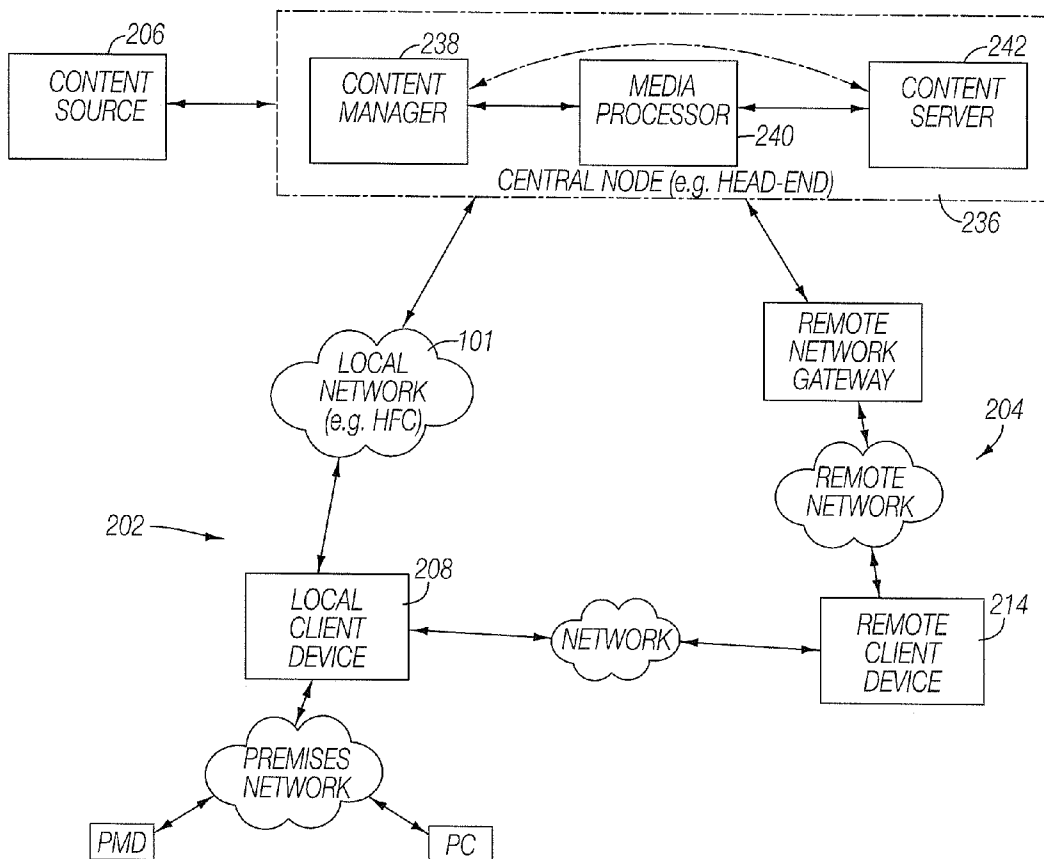 206
CONTENT
SOURCE
238
CONTENT
MANAGER
MEDIA
PROCESSOR
240
242
CONTENT
SERVER
CENTRAL NODE (e.g. HEAD-END)
236
101
LOCAL
NETWORK
(e.g. HFC)
REMOTE
NETWORK
GATEWAY
204
REMOTE
NETWORK
202
208
LOCAL
CLIENT
DEVICE
NETWORK
214
REMOTE
CLIENT
DEVICE
PREMISES
NETWORK
PMD
PC